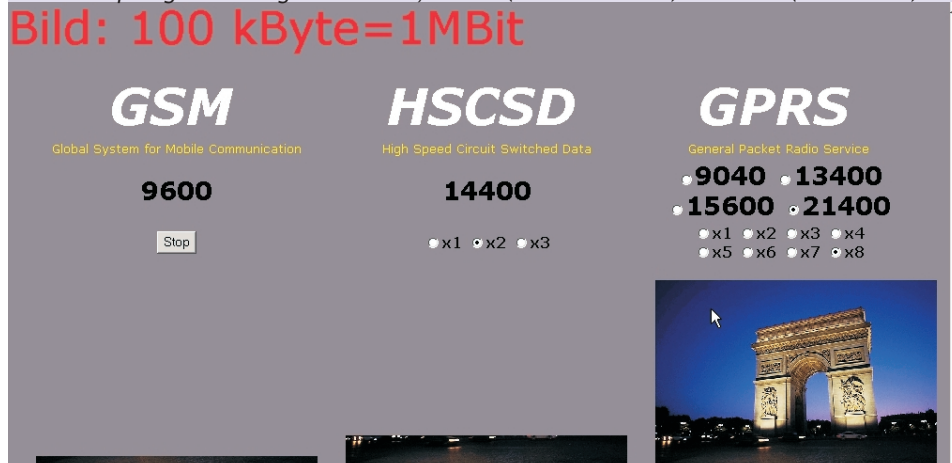 Bild: 100 kByte=1MBit
GSM
Global System for Mobile Communication
9600
Stop
HSCSD
High Speed Circuit Switched Data
14400
x1 x2 x3
GPRS
General Packet Radio Service
9040 13400
15600 21400
x1 x2 x3 x4
x5 x6 x7 x8